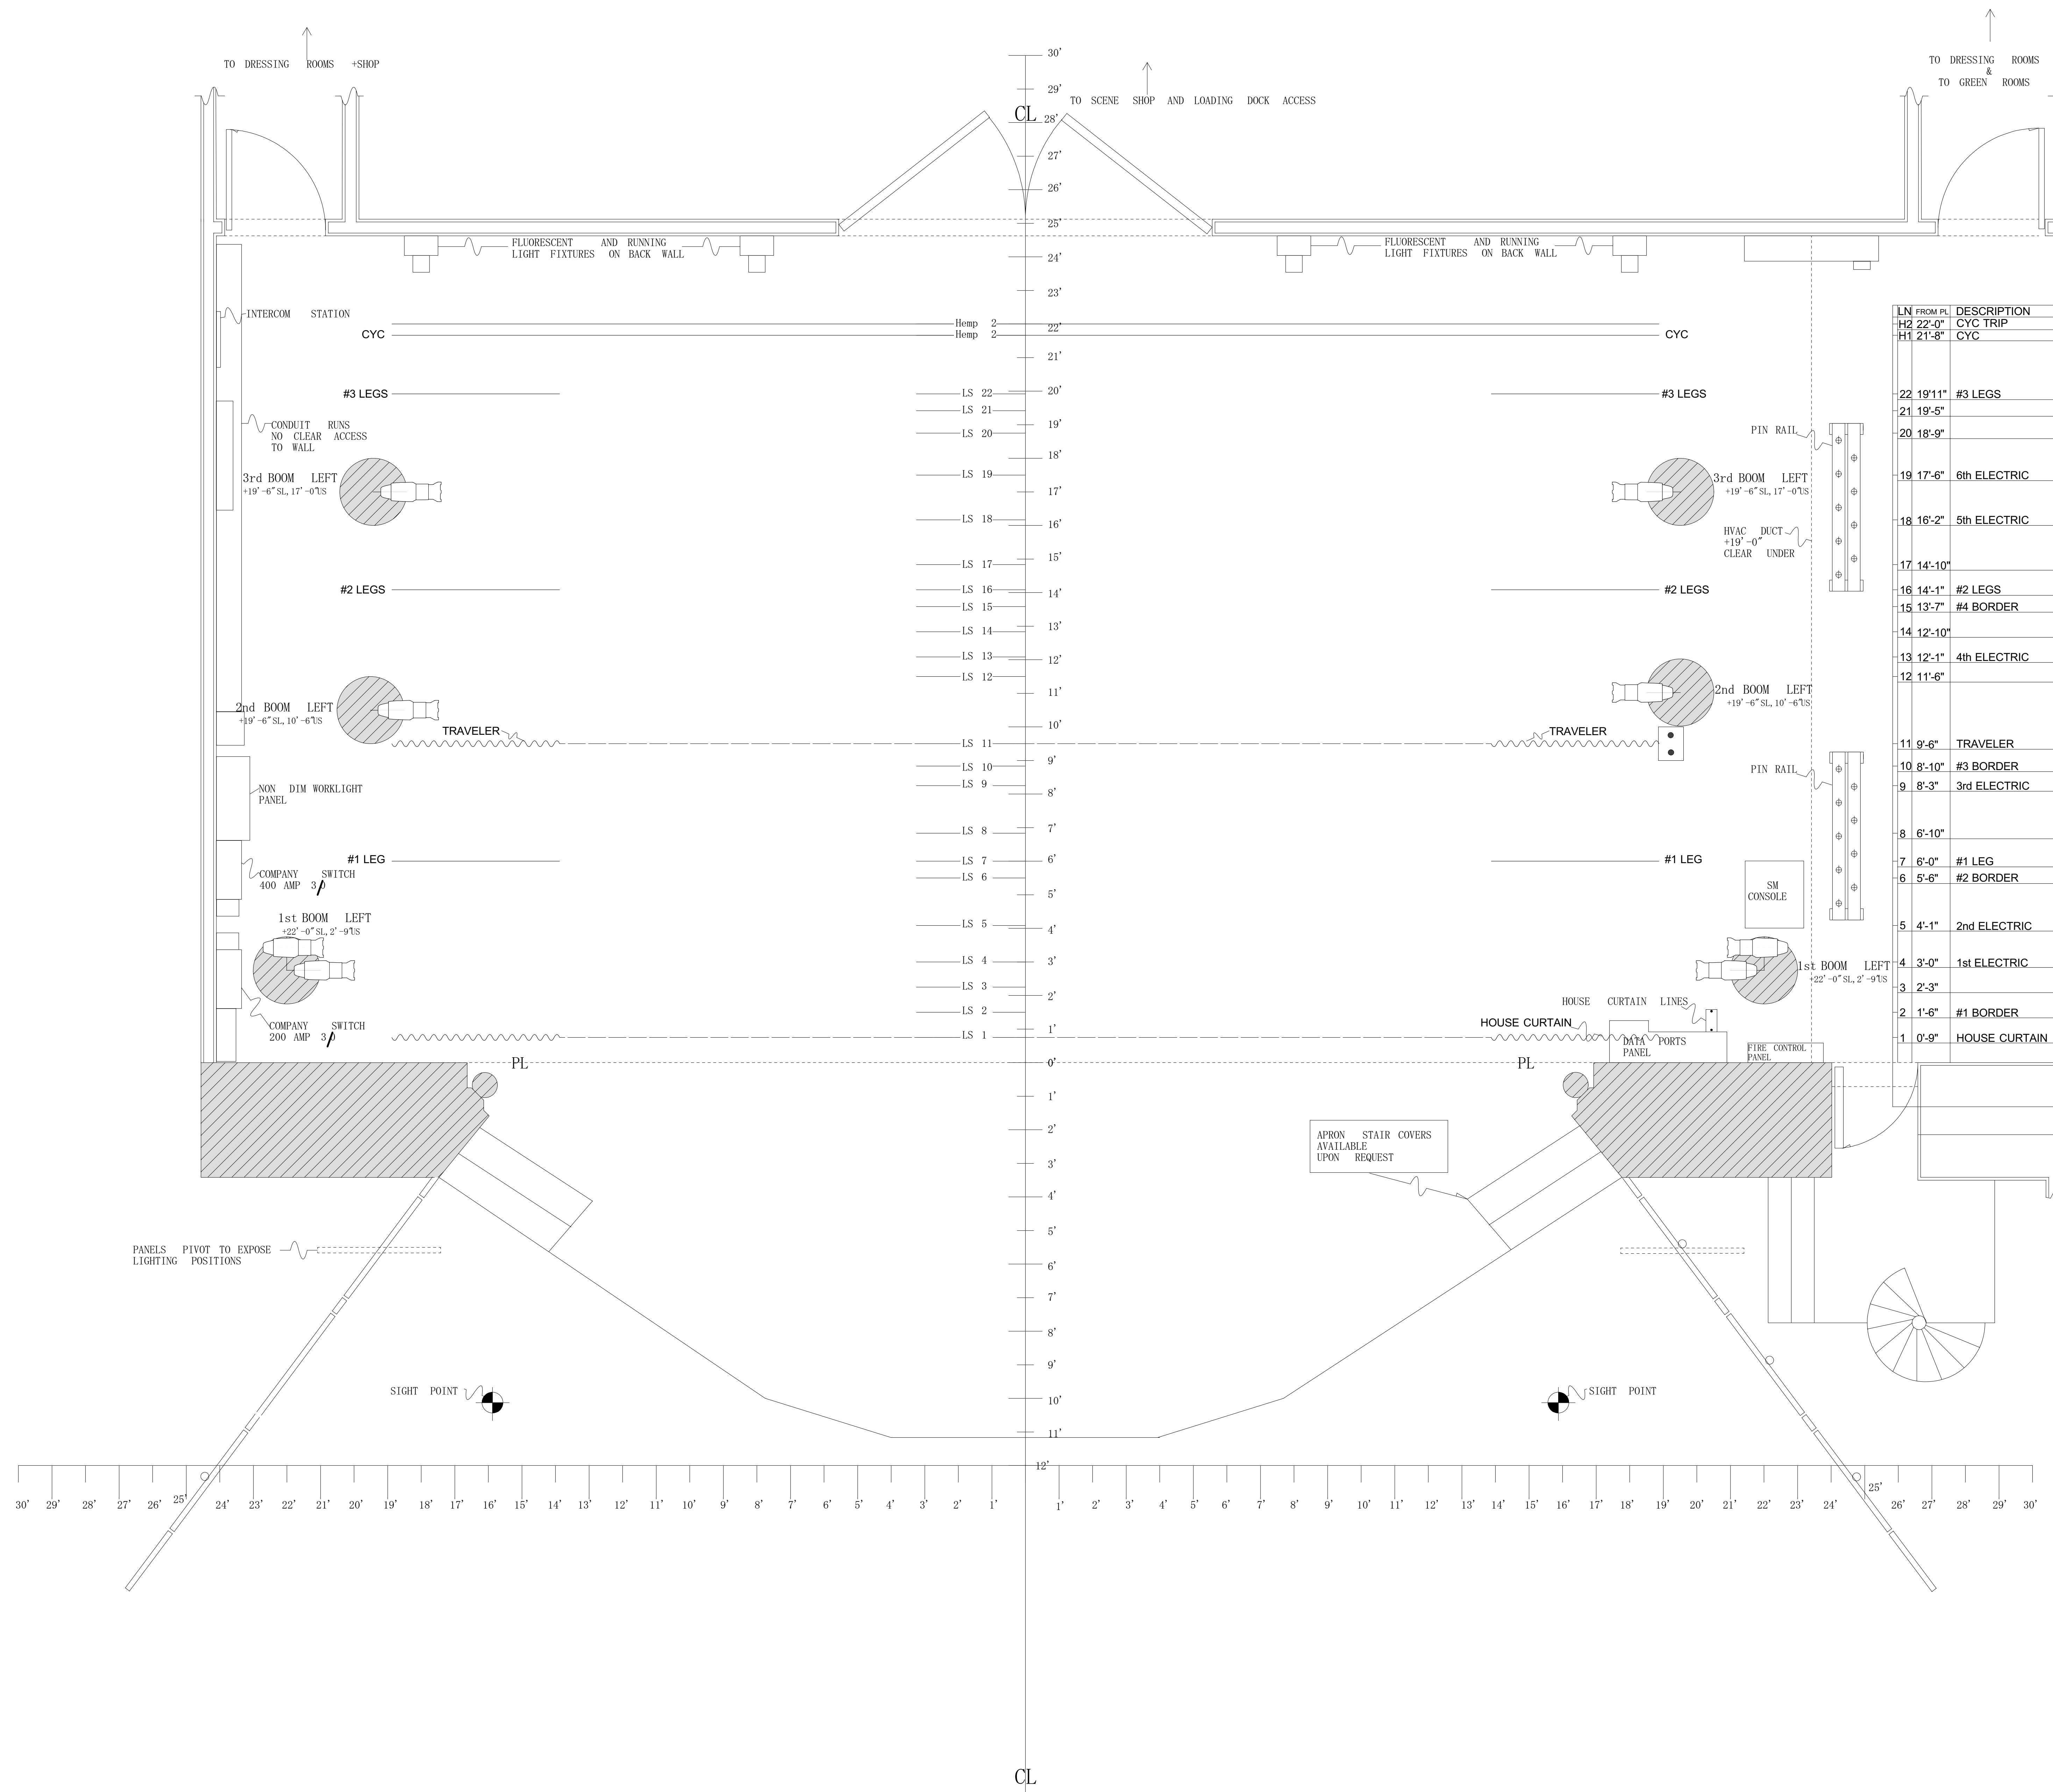 TO DRESSING ROOMS +SHOP
TO SCENE SHOP AND LOADING DOCK ACCESS
TO DRESSING ROOMS
&
TO GREEN ROOMS
CL
30'
29'
28'
27'
26'
25'
24'
23'
22'
21'
20'
19'
18'
17'
16'
15'
14'
13'
12'
11'
10'
9'
8'
7'
6'
5'
4'
3'
2'
1'
0'
1'
2'
3'
4'
5'
6'
7'
8'
9'
10'
11'
12'
FLUORESCENT AND RUNNING
LIGHT FIXTURES ON BACK WALL
FLUORESCENT AND RUNNING
LIGHT FIXTURES ON BACK WALL
INTERCOM STATION
Hemp 2
CYC
Hemp 2
CYC
#3 LEGS
LS 22
#3 LEGS
LS 21
LS 20
CONDUIT RUNS
NO CLEAR ACCESS
TO WALL
PIN RAIL
3rd BOOM LEFT
+19'-6"SL, 17'-0"US
LS 19
3rd BOOM LEFT
+19'-6"SL, 17'-0"US
LS 18
HVAC DUCT
+19'-0"
CLEAR UNDER
LS 17
#2 LEGS
LS 16
#2 LEGS
LS 15
LS 14
LS 13
LS 12
2nd BOOM LEFT
+19'-6"SL, 10'-6"US
2nd BOOM LEFT
+19'-6"SL, 10'-6"US
TRAVELER
LS 11
TRAVELER
LS 10
LS 9
PIN RAIL
NON DIM WORKLIGHT
PANEL
LS 8
#1 LEG
LS 7
#1 LEG
LS 6
COMPANY SWITCH
400 AMP 30
SM
CONSOLE
1st BOOM LEFT
+22'-0"SL, 2'-9"US
LS 5
LS 4
1st BOOM LEFT
+22'-0"SL, 2'-9"US
LS 3
LS 2
HOUSE CURTAIN LINES
COMPANY SWITCH
200 AMP 30
LS 1
HOUSE CURTAIN
DATA PORTS
PANEL
FIRE CONTROL
PANEL
PL
PL
LN FROM PL DESCRIPTION
H2 22'-0" CYC TRIP
H1 21'-8" CYC
22 19'11" #3 LEGS
21 19'-5"
20 18'-9"
19 17'-6" 6th ELECTRIC
18 16'-2" 5th ELECTRIC
17 14'-10"
16 14'-1" #2 LEGS
15 13'-7" #4 BORDER
14 12'-10"
13 12'-1" 4th ELECTRIC
12 11'-6"
11 9'-6" TRAVELER
10 8'-10" #3 BORDER
9 8'-3" 3rd ELECTRIC
8 6'-10"
7 6'-0" #1 LEG
6 5'-6" #2 BORDER
5 4'-1" 2nd ELECTRIC
4 3'-0" 1st ELECTRIC
3 2'-3"
2 1'-6" #1 BORDER
1 0'-9" HOUSE CURTAIN
APRON STAIR COVERS
AVAILABLE
UPON REQUEST
PANELS PIVOT TO EXPOSE
LIGHTING POSITIONS
SIGHT POINT
SIGHT POINT
30' 29' 28' 27' 26' 25' 24' 23' 22' 21' 20' 19' 18' 17' 16' 15' 14' 13' 12' 11' 10' 9' 8' 7' 6' 5' 4' 3' 2' 1' 1' 2' 3' 4' 5' 6' 7' 8' 9' 10' 11' 12' 13' 14' 15' 16' 17' 18' 19' 20' 21' 22' 23' 24' 25' 26' 27' 28' 29' 30'
CL